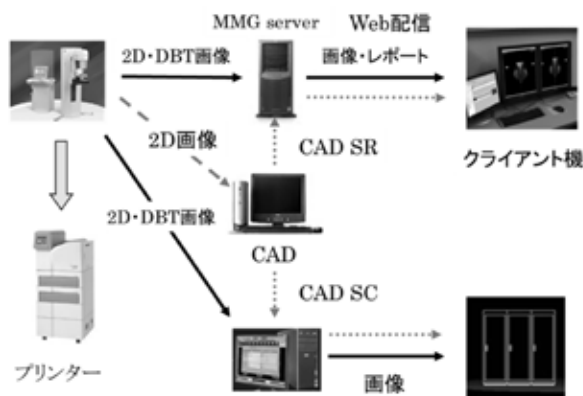 MMG server
Web配信
2D・DBT画像
画像・レポート
2D画像
CAD SR
クライアント機
2D・DBT画像
CAD
CAD SC
プリンター
画像